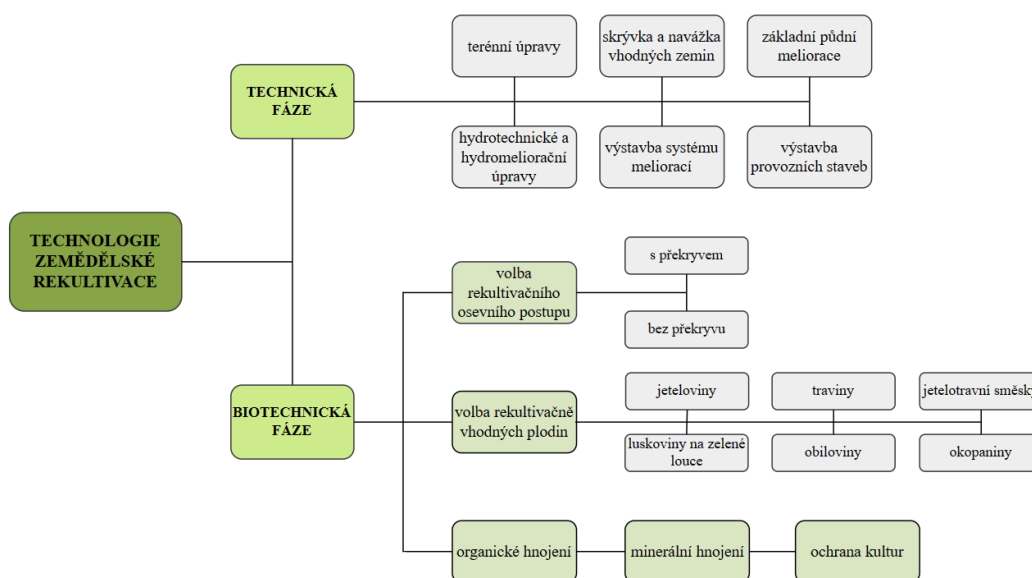 TECHNOLOGIE
ZEMĚDĚLSKÉ
REKULTIVACE
TECHNICKÁ
FÁZE
terénní úpravy
skrývka a navážka
vhodných zemin
základní půdní
meliorace
hydrotechnické a
hydromeliorační
úpravy
výstavba systému
meliorací
výstavba
provozních staveb
BIOTECHNICKÁ
FÁZE
volba
rekultivačního
osevního postupu
s překryvem
bez překryvu
volba rekultivačně
vhodných plodin
jeteloviny
traviny
jetelotravní směsky
luskoviny na zelené
louce
obiloviny
okopaniny
organické hnojení
minerální hnojení
ochrana kultur